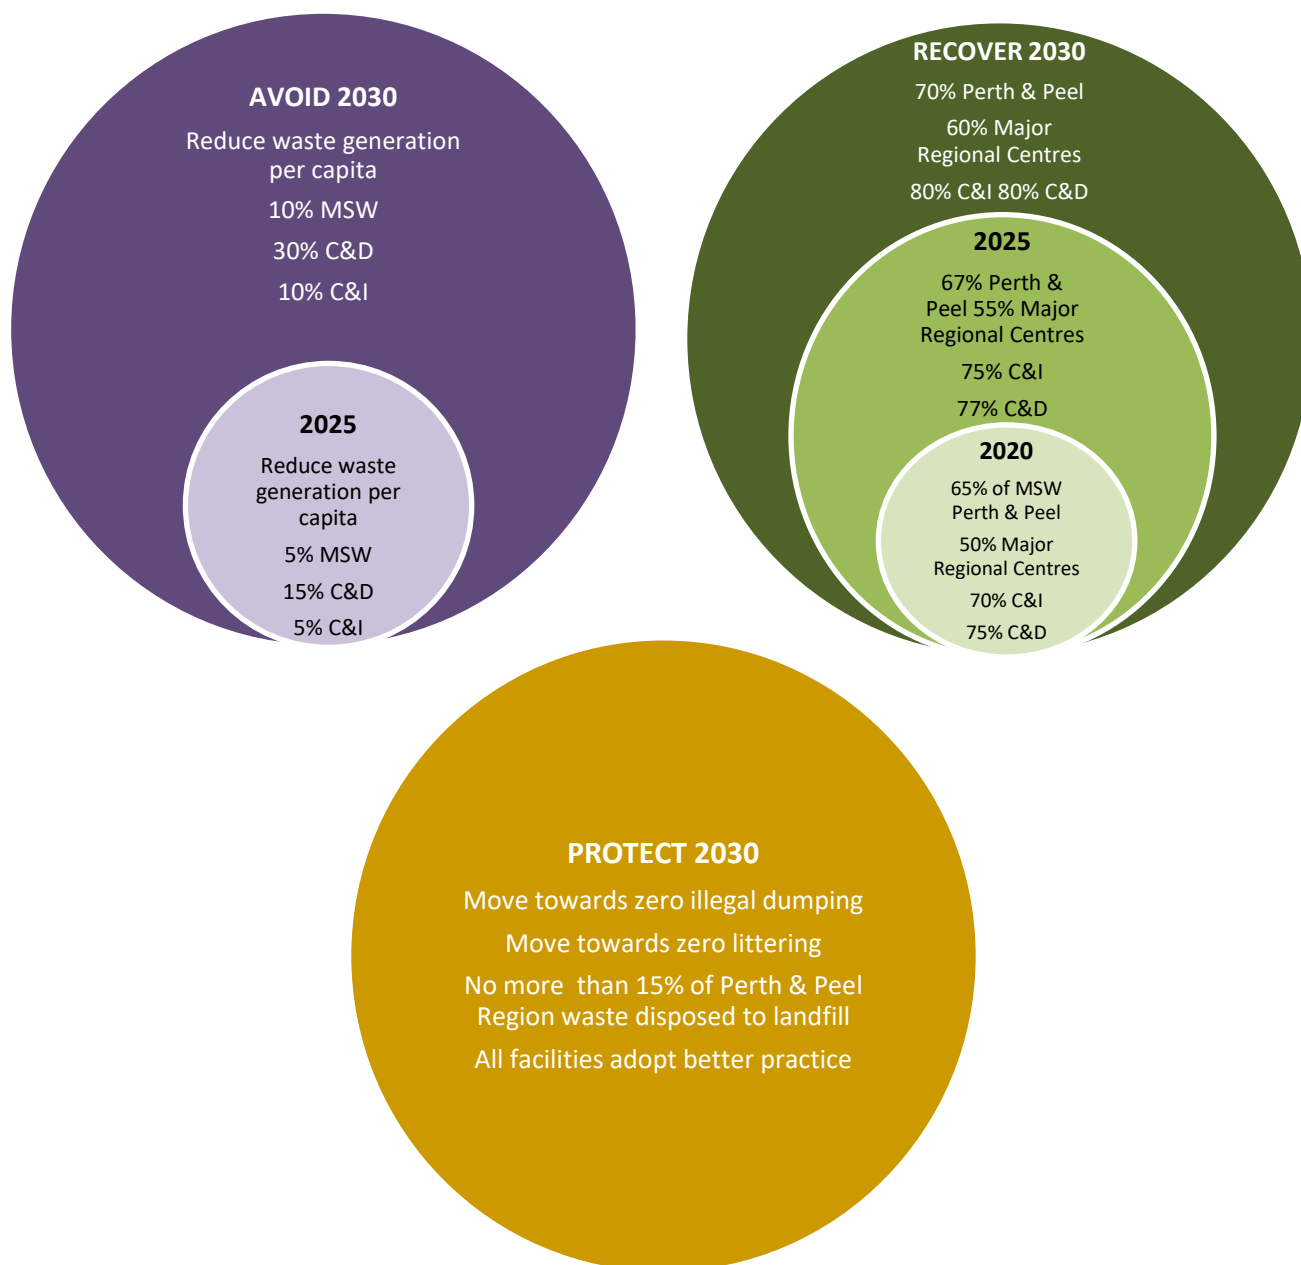 AVOID 2030
Reduce waste generation
per capita
10% MSW
30% C&D
10% C&I
2025
Reduce waste
generation per
capita
5% MSW
15% C&D
5% C&I
RECOVER 2030
70% Perth & Peel
60% Major
Regional Centres
80% C&I 80% C&D
2025
67% Perth &
Peel 55% Major
Regional Centres
75% C&I
77% C&D
2020
65% of MSW
Perth & Peel
50% Major
Regional Centres
70% C&I
75% C&D
PROTECT 2030
Move towards zero illegal dumping
Move towards zero littering
No more  than 15% of Perth & Peel
Region waste disposed to landfill
All facilities adopt better practice